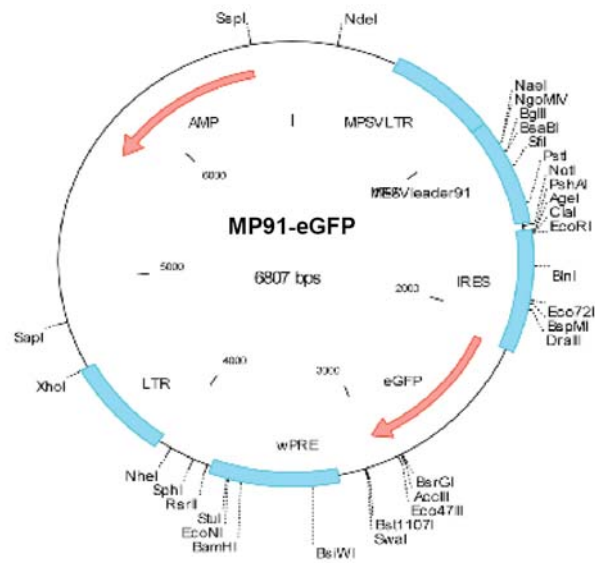 SspI
NdeI
AMP
MPSVLTR
NaeI
NgoMIV
BglII
BsaBI
SfiI
PstI
NotI
PshAI
AgeI
ClaI
EcoRI
6000
MP91-eGFP
5000
6807 bps
2000
IRES
BlnI
Eco72I
BspMI
DraIII
SapI
XhoI
LTR
4000
3000
eGFP
wPRE
NheI
SphI
RsrII
StuI
EcoNI
BamHI
BsiWI
BsrGI
AccIII
Eco47III
Bst1107I
SwaI